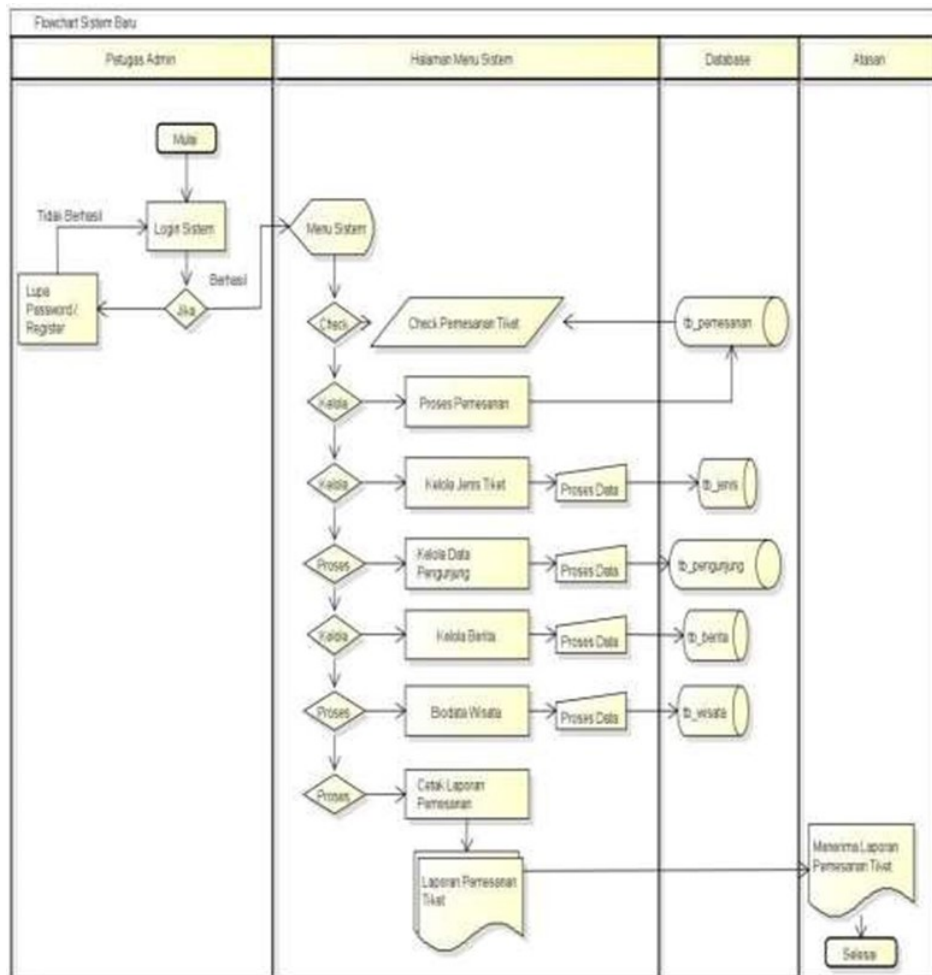 Flowchart Sistem Baru
Petugas Admin
Halaman Menu Sistem
Database
Atasan
Mulai
Tidak Berhasil
Login Sistem
Berhasil
Lupa
Password /
Register
Jika
Menu Sistem
Check
Check Pemesanan Tiket
tb_pemesanan
Kelola
Proses Pemesanan
Kelola
Kelola Jenis Tiket
Proses Data
tb_jenis
Proses
Kelola Data
Pengunjung
Proses Data
tb_pengunjung
Kelola
Kelola Berita
Proses Data
tb_berita
Proses
Biodata Wisata
Proses Data
tb_wisata
Proses
Cetak Laporan
Pemesanan
Laporan Pemesanan
Tiket
Menerima Laporan
Pemesanan Tiket
Selesai